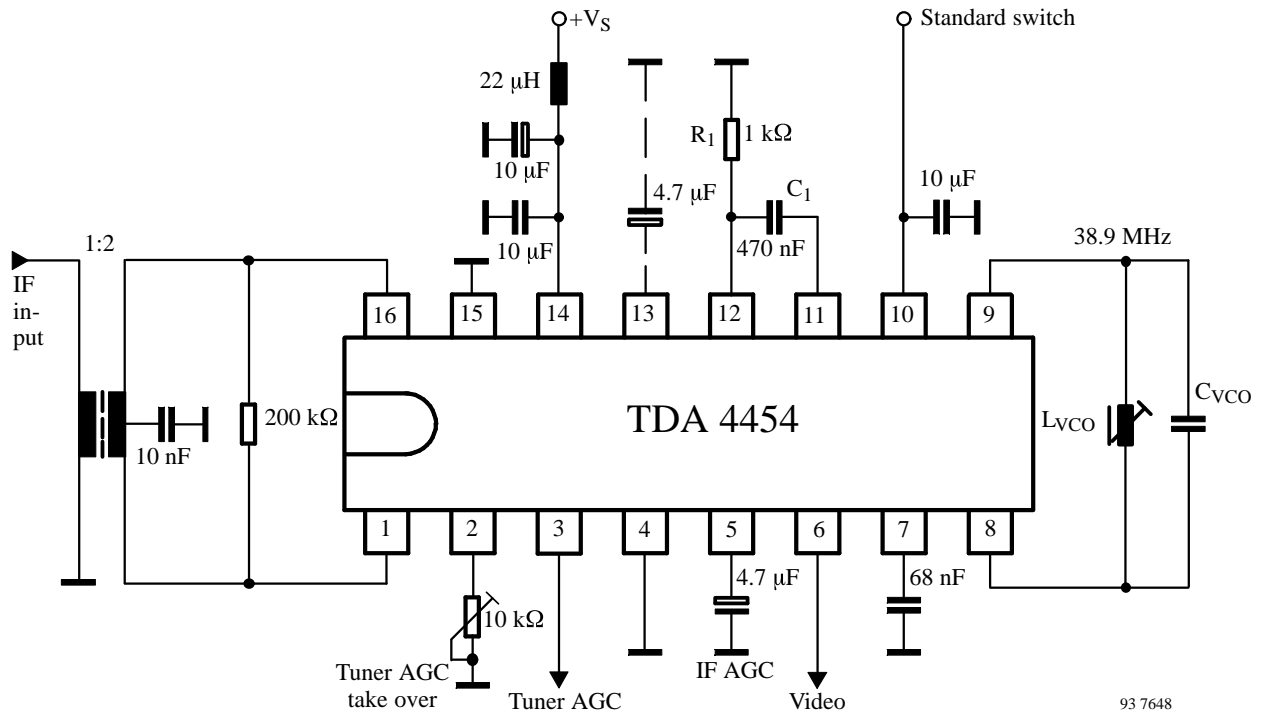 +VS
Standard switch
22 µH
R1
1 kΩ
10 µF
4.7 µF
C1
10 µF
1:2
10 µF
470 nF
38.9 MHz
IF
in-
put
16
15
14
13
12
11
10
9
200 kΩ
TDA 4454
LVCO
CVCO
10 nF
1
2
3
4
5
6
7
8
4.7 µF
68 nF
10 kΩ
Tuner AGC
take over
Tuner AGC
IF AGC
Video
93 7648